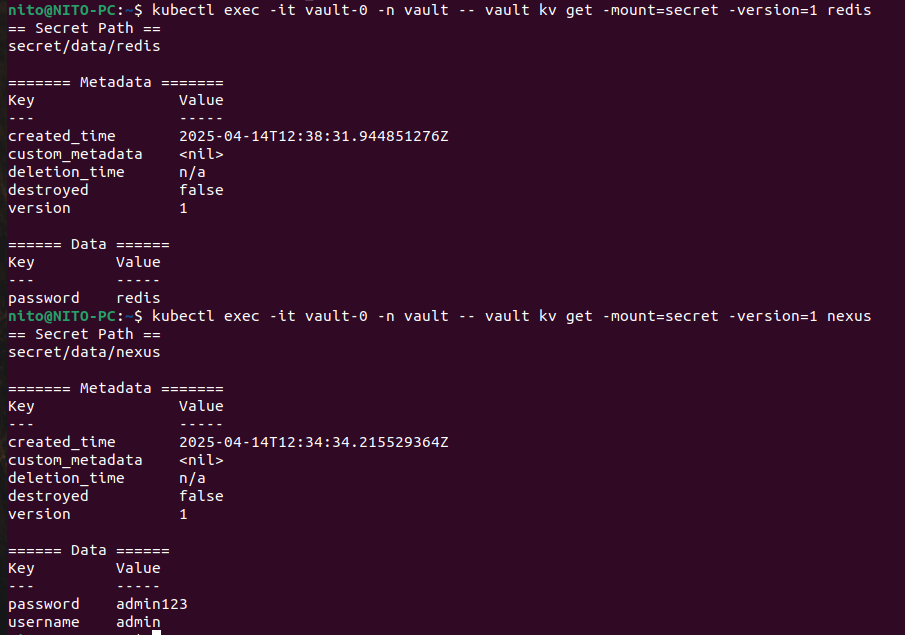 nito@NITO-PC:~$ kubectl exec -it vault-0 -n vault -- vault kv get -mount=secret -version=1 redis
== Secret Path ==
secret/data/redis

======= Metadata =======
Key                Value
---                -----
created_time       2025-04-14T12:38:31.944851276Z
custom_metadata    <nil>
deletion_time      n/a
destroyed          false
version            1

====== Data ======
Key         Value
---         -----
password    redis
nito@NITO-PC:~$ kubectl exec -it vault-0 -n vault -- vault kv get -mount=secret -version=1 nexus
== Secret Path ==
secret/data/nexus

======= Metadata =======
Key                Value
---                -----
created_time       2025-04-14T12:34:34.215529364Z
custom_metadata    <nil>
deletion_time      n/a
destroyed          false
version            1

====== Data ======
Key         Value
---         -----
password    admin123
username    admin